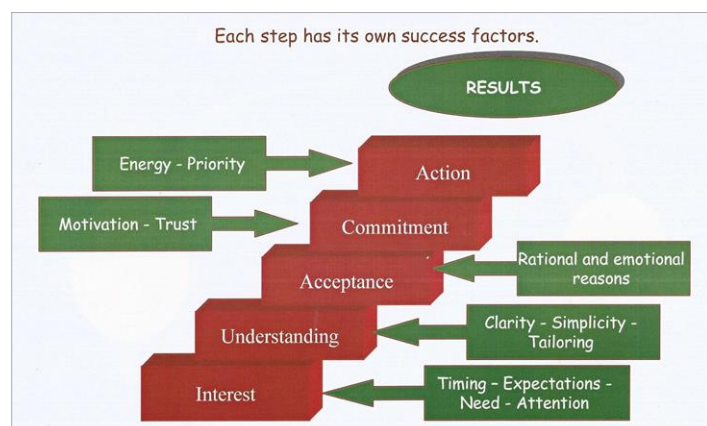 Each step has its own success factors.
RESULTS
Energy - Priority
Action
Motivation - Trust
Commitment
Rational and emotional
reasons
Acceptance
Clarity - Simplicity -
Tailoring
Understanding
Timing – Expectations -
Need - Attention
Interest